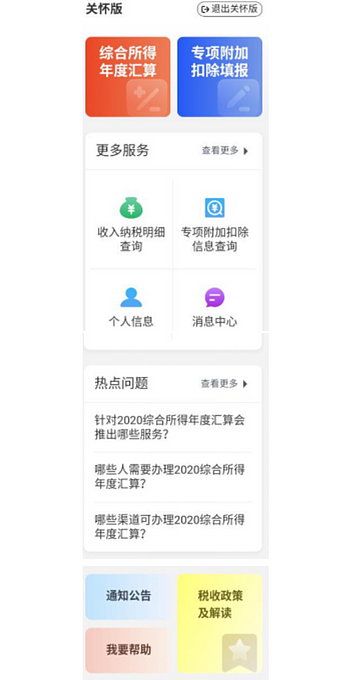 关怀版
退出关怀版
综合所得
年度汇算
专项附加
扣除填报
更多服务
查看更多
收入纳税明细
查询
专项附加扣除
信息查询
个人信息
消息中心
热点问题
查看更多
针对2020综合所得年度汇算会
推出哪些服务?
哪些人需要办理2020综合所得
年度汇算?
哪些渠道可办理2020综合所得
年度汇算?
通知公告
税收政策
及解读
我要帮助